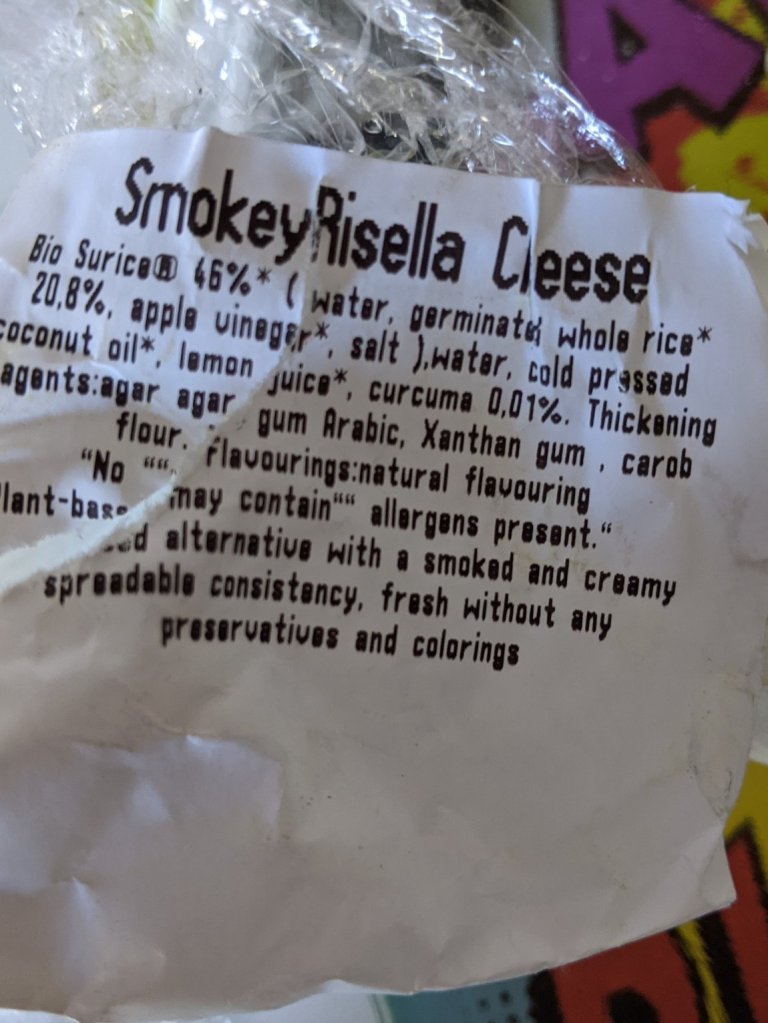 SmokeyRisella Cleese
Bio Surice® 46%* ( water, germinated whole rice*
20,8%, apple vinegar*, salt ),water, cold pressed
coconut oil*, lemon juice*, curcuma 0,01%. Thickening
agents:agar agar, gum Arabic, Xanthan gum , carob
flour. Flavourings:natural flavouring
"No ""may contain"" allergens present."
alternative with a smoked and creamy
spreadable consistency, fresh without any
preservatives and colorings
A